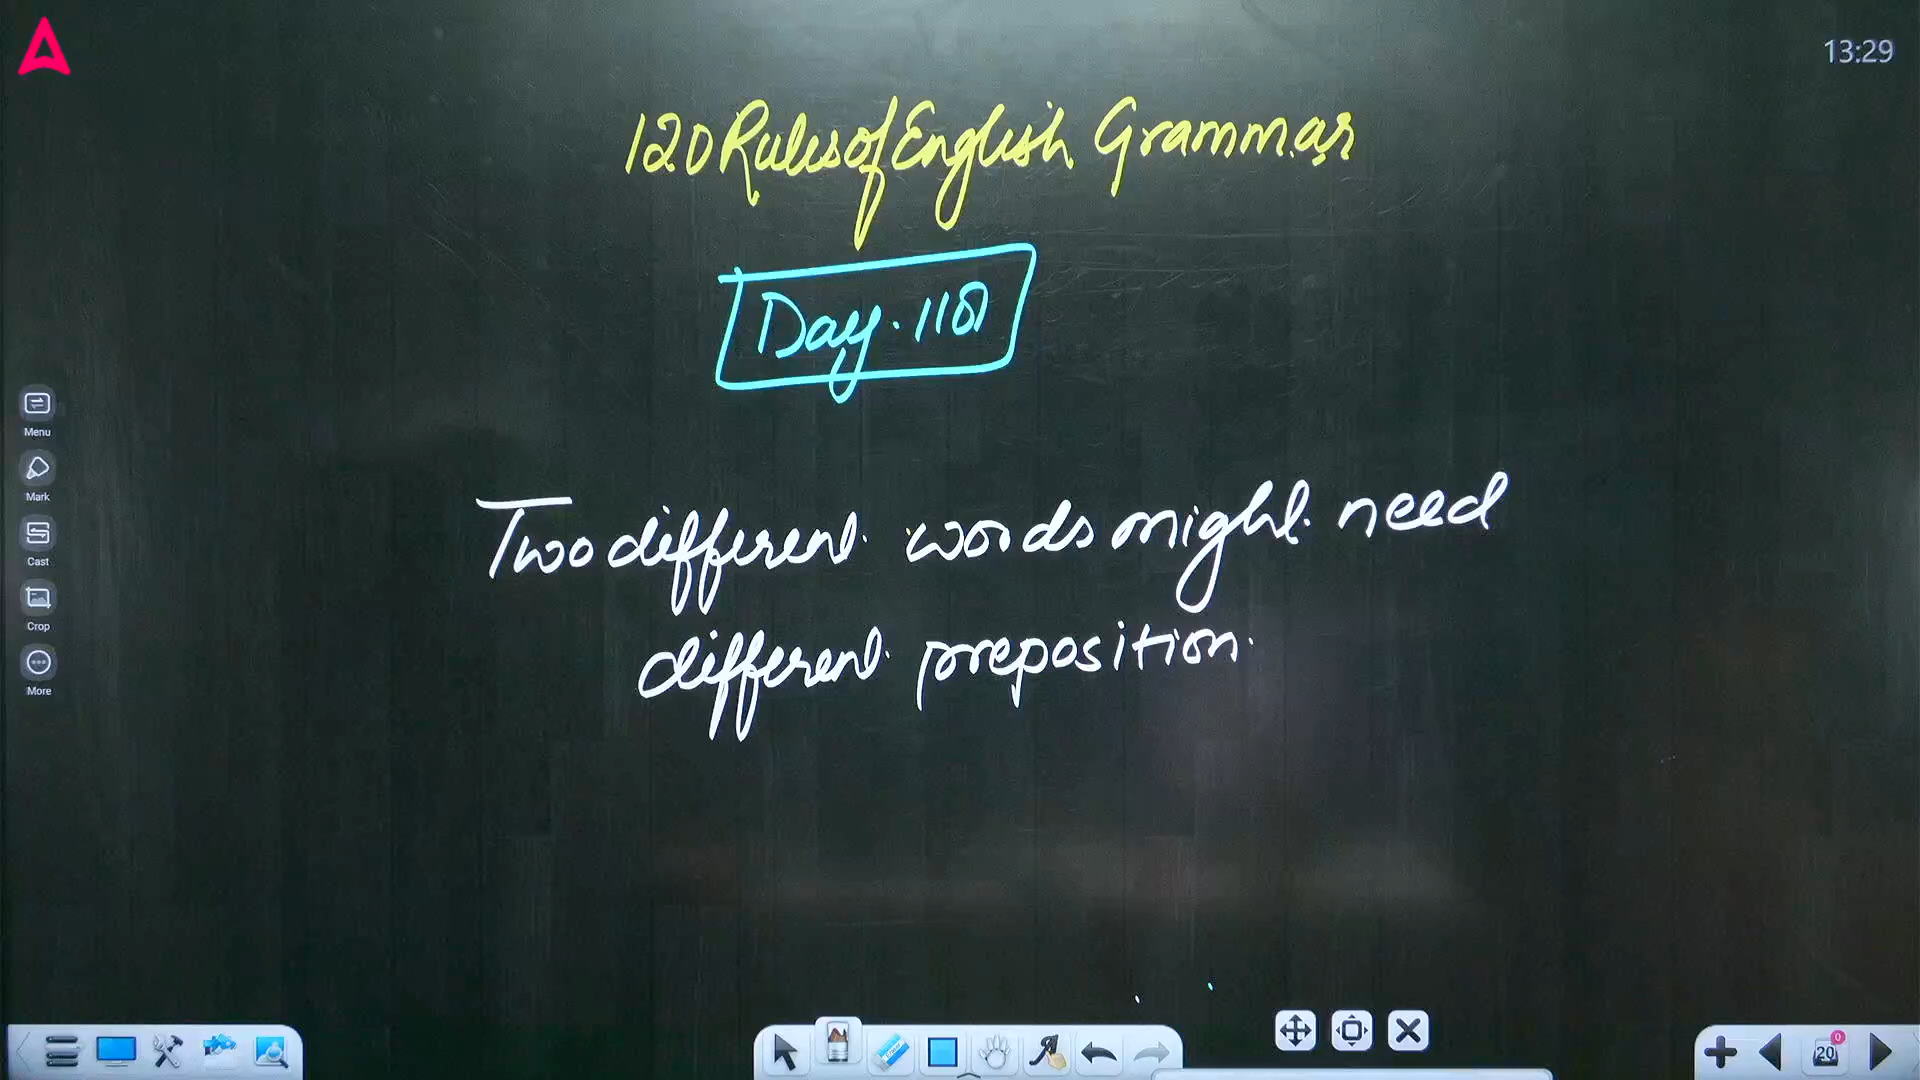 13:29
120 Rules of English Grammar
Day. 118
Two different words might need
different preposition.
Menu
Mark
Cast
Crop
More
0
20